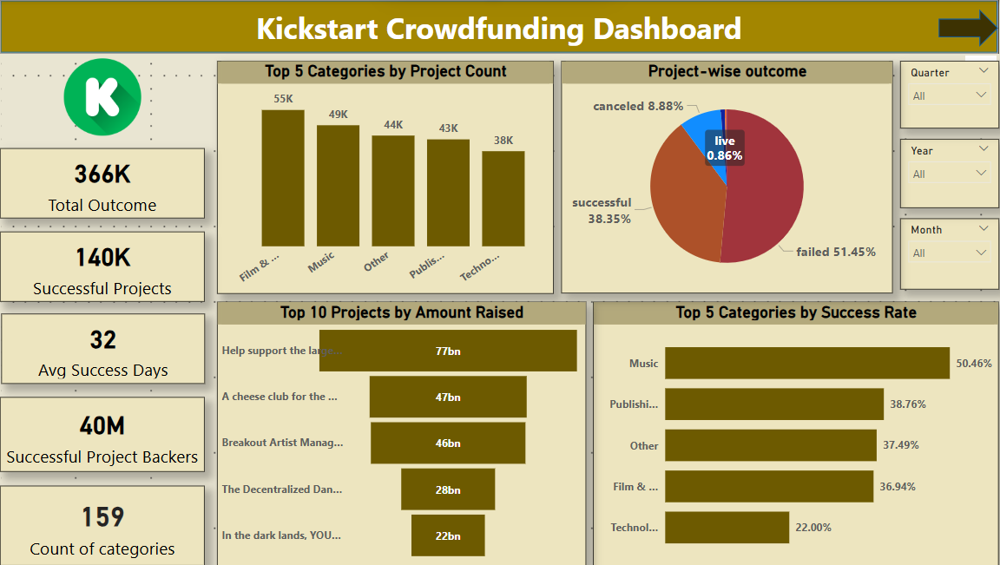 Kickstart Crowdfunding Dashboard
K
366K
Total Outcome
140K
Successful Projects
32
Avg Success Days
40M
Successful Project Backers
159
Count of categories
Top 5 Categories by Project Count
55K
49K
44K
43K
38K
Film & ...
Music
Other
Publis...
Techno...
Project-wise outcome
canceled 8.88%
live
0.86%
successful
38.35%
failed 51.45%
Quarter
All
Year
All
Month
All
Top 10 Projects by Amount Raised
Help support the large...
77bn
A cheese club for the ...
47bn
Breakout Artist Manag...
46bn
The Decentralized Dan...
28bn
In the dark lands, YOU...
22bn
Top 5 Categories by Success Rate
Music
50.46%
Publishi...
38.76%
Other
37.49%
Film & ...
36.94%
Technol...
22.00%